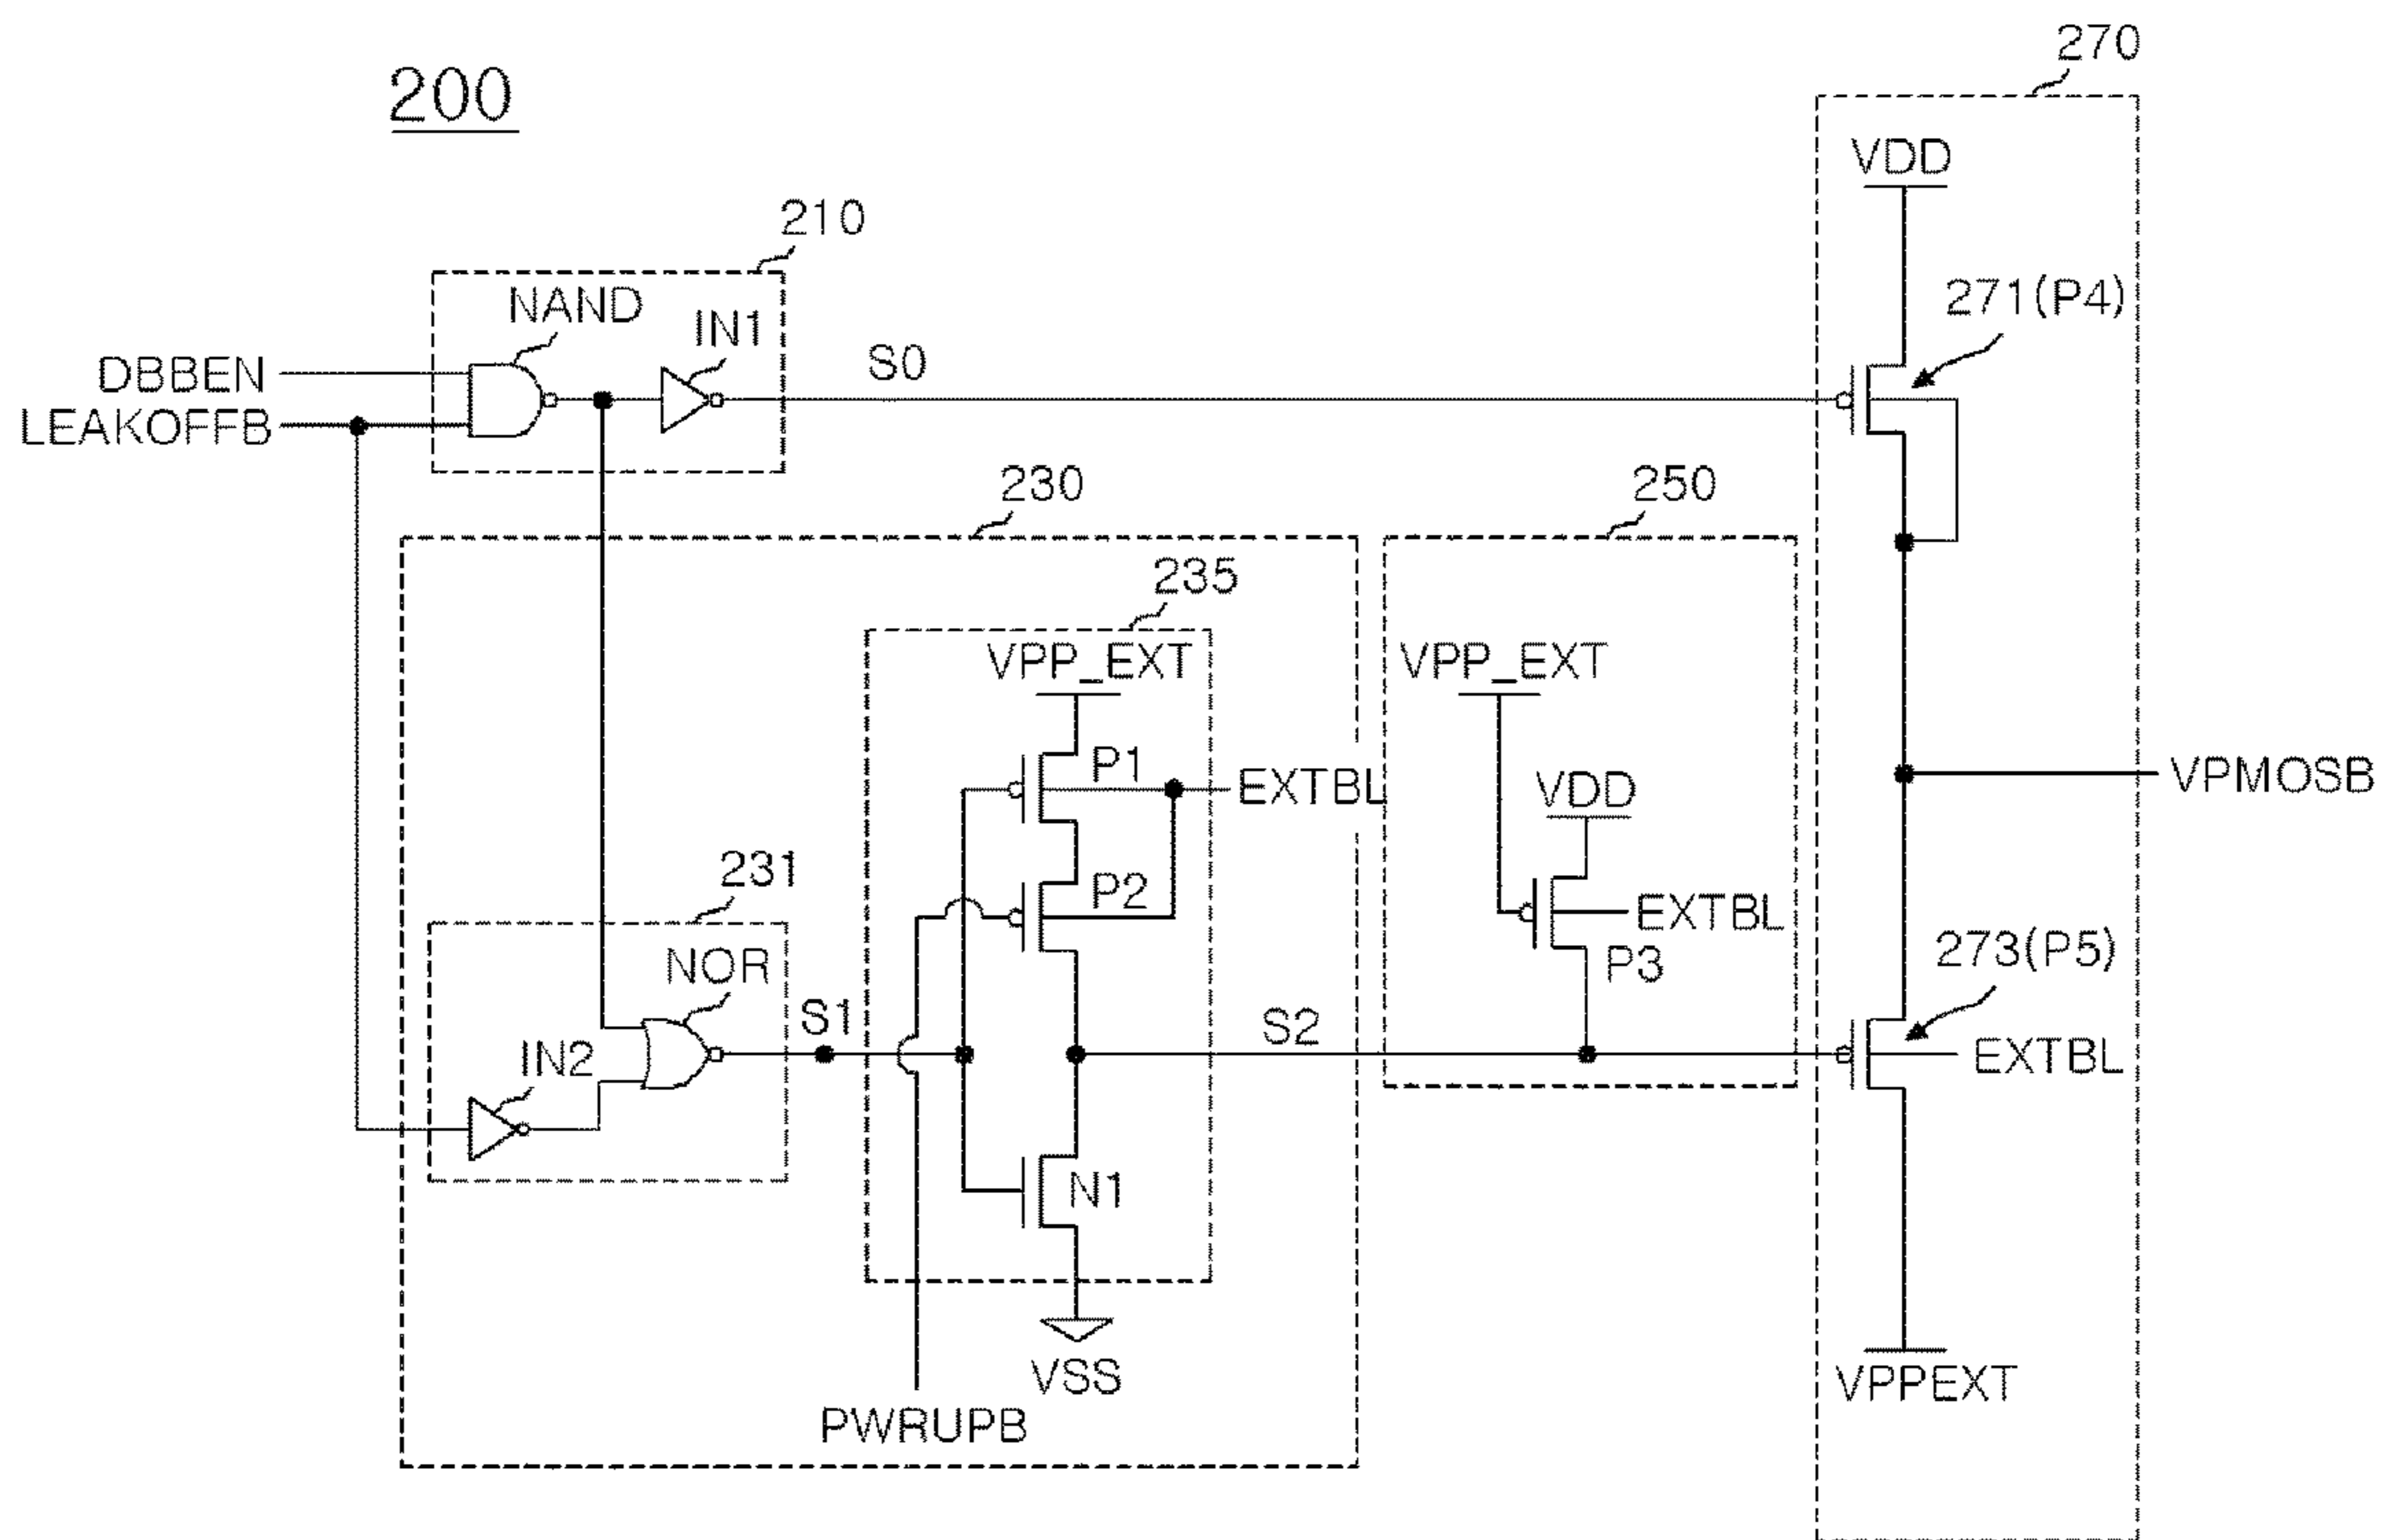 270
200
VDD
210
271(P4)
NAND
IN1
S0
DBBEN
LEAKOFFB
230
250
235
VPP_EXT
VPP_EXT
P1
EXTBL
VDD
VPMOSB
231
P2
EXTBL
P3
273(P5)
NOR
S1
S2
IN2
EXTBL
N1
VSS
VPPEXT
PWRUPB